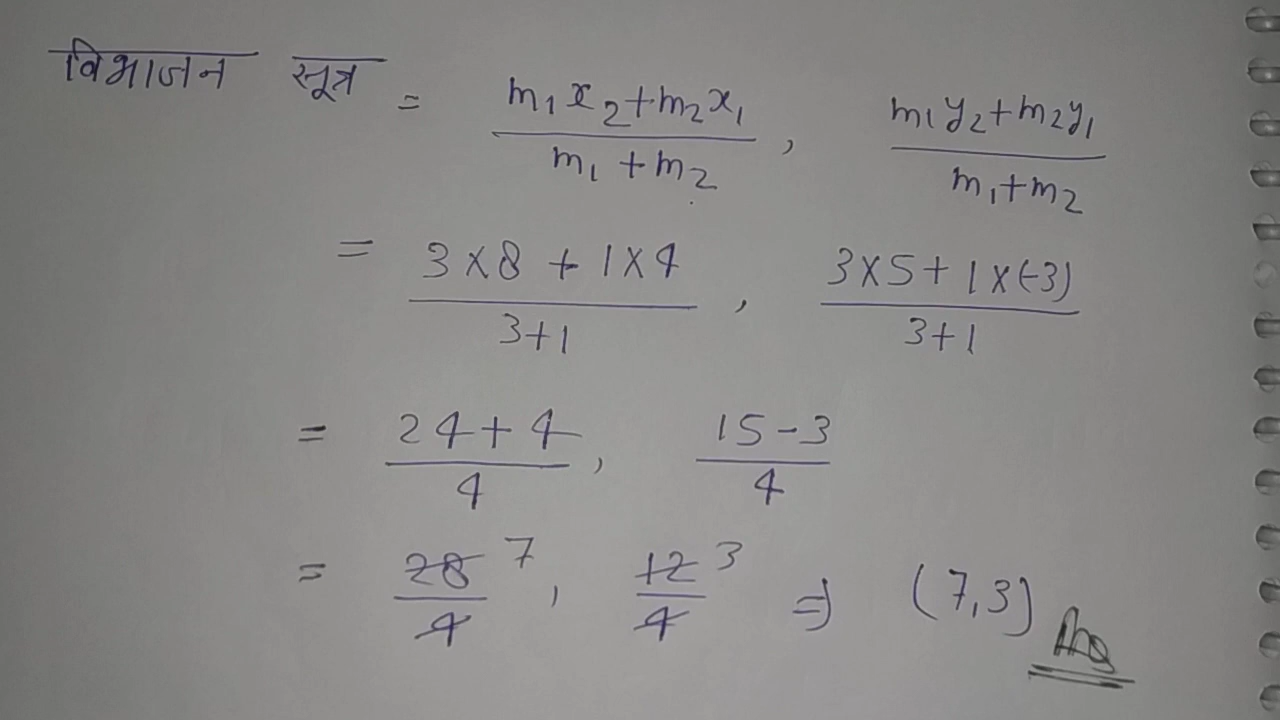 विभाजन सूत्र = m₁x₂+m₂x₁ / m₁+m₂ , m₁y₂+m₂y₁ / m₁+m₂
= 3×8+1×4 / 3+1 , 3×5+1×(-3) / 3+1
= 24+4 / 4 , 15-3 / 4
= 28 7 / 4 , 12 3 / 4 ⇒ (7,3) Ans